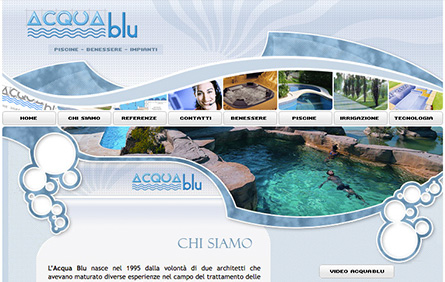 ACQUA blu
PISCINE - BENESSERE - IMPIANTI
ACQUA blu
HOME CHI SIAMO REFERENZE CONTATTI BENESSERE PISCINE IRRIGAZIONE TECNOLOGIA
ACQUA blu
CHI SIAMO
L'Acqua Blu nasce nel 1995 dalla volontà di due architetti che
avevano maturato diverse esperienze nel campo del trattamento delle
VIDEO ACQUABLU